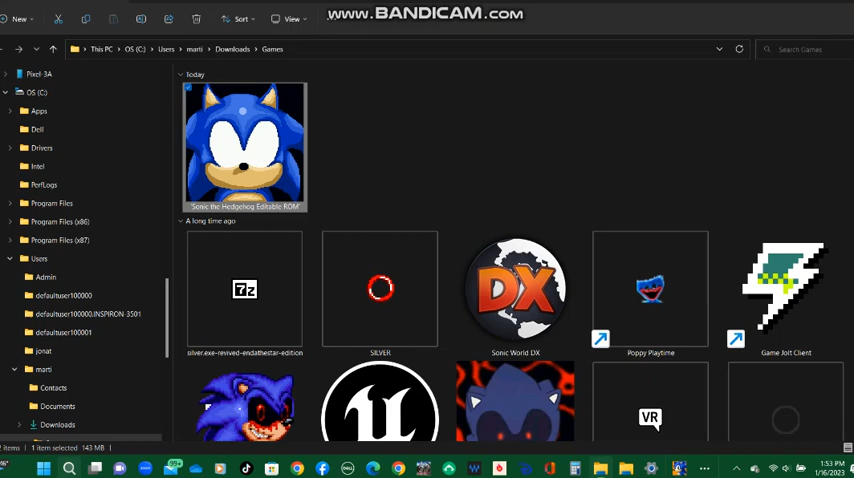 www.BANDICAM.com
New
Sort
View
This PC > OS (C:) > Users > marti > Downloads > Games
Search Games
Pixel-3A
OS (C:)
Apps
Dell
Drivers
Intel
PerfLogs
Program Files
Program Files (x86)
Program Files (x87)
Users
Admin
defaultuser100000
defaultuser100000.INSPIRON-3501
defaultuser100001
jonat
marti
Contacts
Documents
Downloads
Today
'Sonic the Hedgehog Editable ROM'
A long time ago
7z
DX
silver.exe-revived-endathestar-edition
SILVER
Sonic World DX
Poppy Playtime
Game Jolt Client
VR
items
1 item selected
143 MB
99+
DELL
1:53 PM
1/16/2023